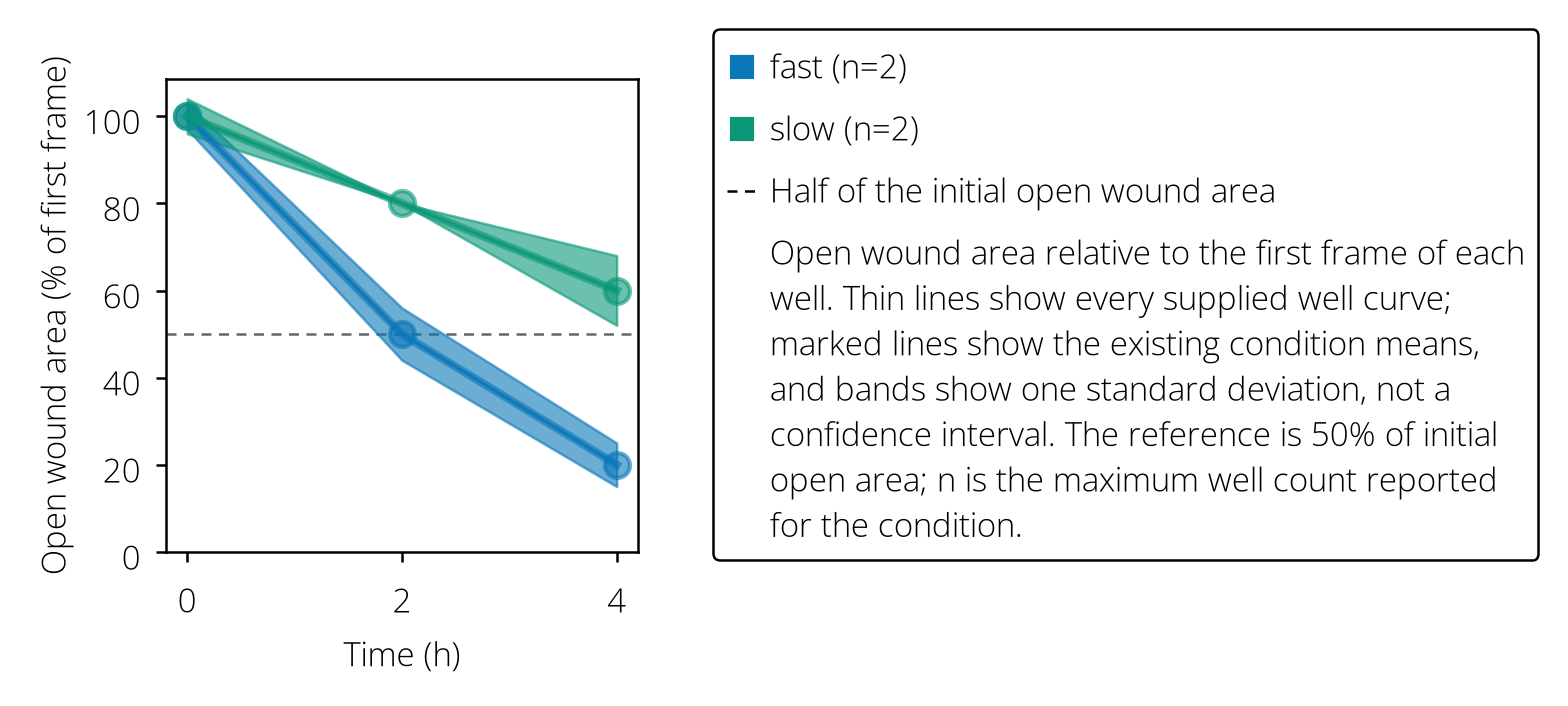 Open wound area (% of first frame)
100
80
60
40
20
0
0 2 4
Time (h)
fast (n=2)
slow (n=2)
Half of the initial open wound area
Open wound area relative to the first frame of each
well. Thin lines show every supplied well curve;
marked lines show the existing condition means,
and bands show one standard deviation, not a
confidence interval. The reference is 50% of initial
open area; n is the maximum well count reported
for the condition.